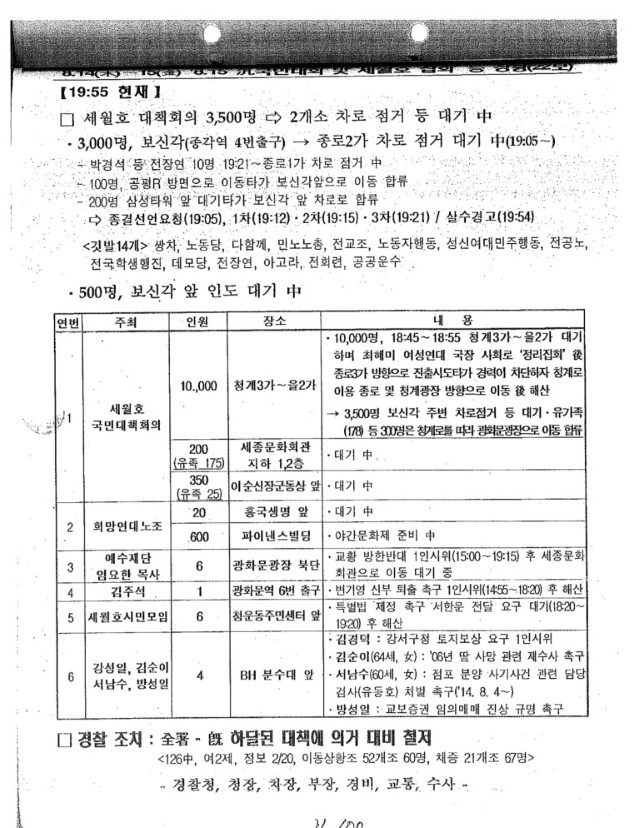 8.14(木)~15(金) 8.15 범국민대회 및 세월호 집회 등 상황(22보)
【19:55 현재】
□ 세월호 대책회의 3,500명 ⇨ 2개소 차로 점거 등 대기 中
· 3,000명, 보신각(종각역 4번출구) → 종로2가 차로 점거 대기 中(19:05~)
- 박경석 등 전장연 10명 19:21~종로1가 차로 점거 中
- 100명, 공평R 방면으로 이동타가 보신각앞으로 이동 합류
- 200명 삼성타워 앞 대기타가 보신각 앞 차로로 합류
⇨ 종결선언요청(19:05), 1차(19:12)·2차(19:15)·3차(19:21) / 살수경고(19:54)
<깃발14개> 쌍차, 노동당, 다함께, 민노노총, 전교조, 노동자행동, 성신여대민주행동, 전공노,
전국학생행진, 데모당, 전장연, 아고라, 전회련, 공공운수
· 500명, 보신각 앞 인도 대기 中
연번 주최 인원 장소 내 용
1 세월호 국민대책회의 10.,000 청계3가~을2가
· 10,000명, 18:45~18:55 청계3가~을2가 대기
하며 최해미 여성연대 국장 사회로 '정리집회' 後
종로3가 방향으로 진출시도타가 경력이 차단하자 청계로
이용 종로 및 청계광장 방향으로 이동 後 해산
→ 3,500명 보신각 주변 차로점거 등 대기·유가족
(178) 등 300명은 청계로를 따라 광화문광장으로 이동 합류
200 (유족 175) 세종문화회관 지하 1,2층 · 대기 中
350 (유족 25) 이순신장군동상 앞 · 대기 中
2 희망연대노조 20 흥국생명 앞 · 대기 中
600 파이낸스빌딩 · 야간문화제 준비 中
3 예수재단 임요한 목사 6 광화문광장 북단 · 교황 방한반대 1인시위(15:00~19:15) 후 세종문화
회관으로 이동 대기 중
4 김주석 1 광화문역 6번 출구 · 번기영 신부 퇴출 촉구 1인시위(14:55~18:20) 후 해산
5 세월호시민모임 6 청운동주민센터 앞 · 특별법 제정 촉구 서한문 전달 요구 대기(18:20~
19:20) 후 해산
6 강성일, 김순이 서남수, 방성일 4 BH 분수대 앞
· 김경덕 : 강서구청 토지보상 요구 1인시위
· 김순이(64세, 女) : '06년 딸 사망 관련 재수사 촉구
· 서남수(60세, 女) : 점포 분양 사기사건 관련 담당
검사(유동호) 처벌 촉구('14. 8. 4~)
· 방성일 : 교보증권 임의매매 진상 규명 촉구
□ 경찰 조치 : 全署 - 旣 하달된 대책에 의거 대비 철저
<126中, 여2제, 정보 2/20, 이동상황조 52개조 60명, 채증 21개조 67명>
- 경찰청, 청장, 차장, 부장, 경비, 교통, 수사 -